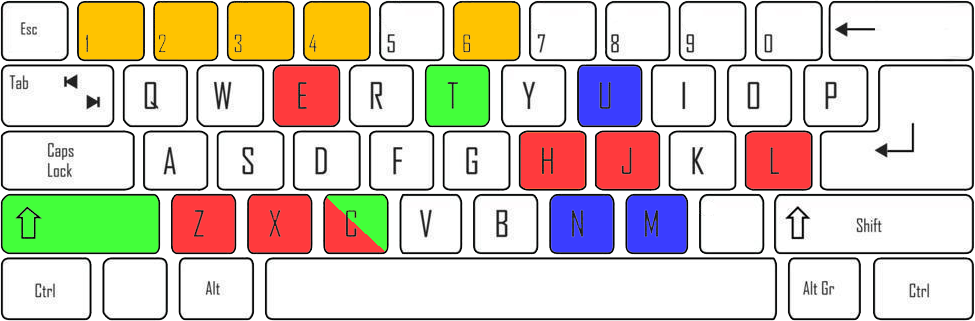 Esc 1 2 3 4 5 6 7 8 9 0
Tab Q W E R T Y U I O P
Caps Lock A S D F G H J K L
Z X C V B N M Shift
Ctrl Alt Alt Gr Ctrl